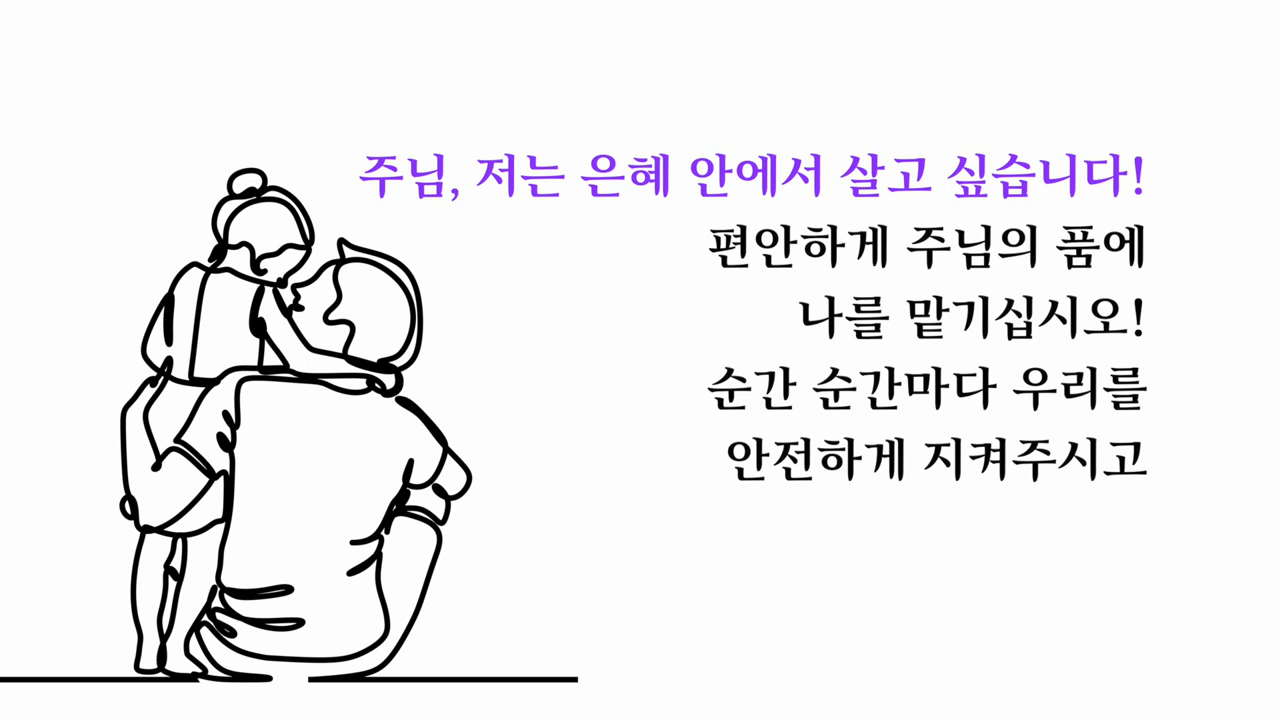 주님, 저는 은혜 안에서 살고 싶습니다!
편안하게 주님의 품에
나를 맡기십시오!
순간 순간마다 우리를
안전하게 지켜주시고